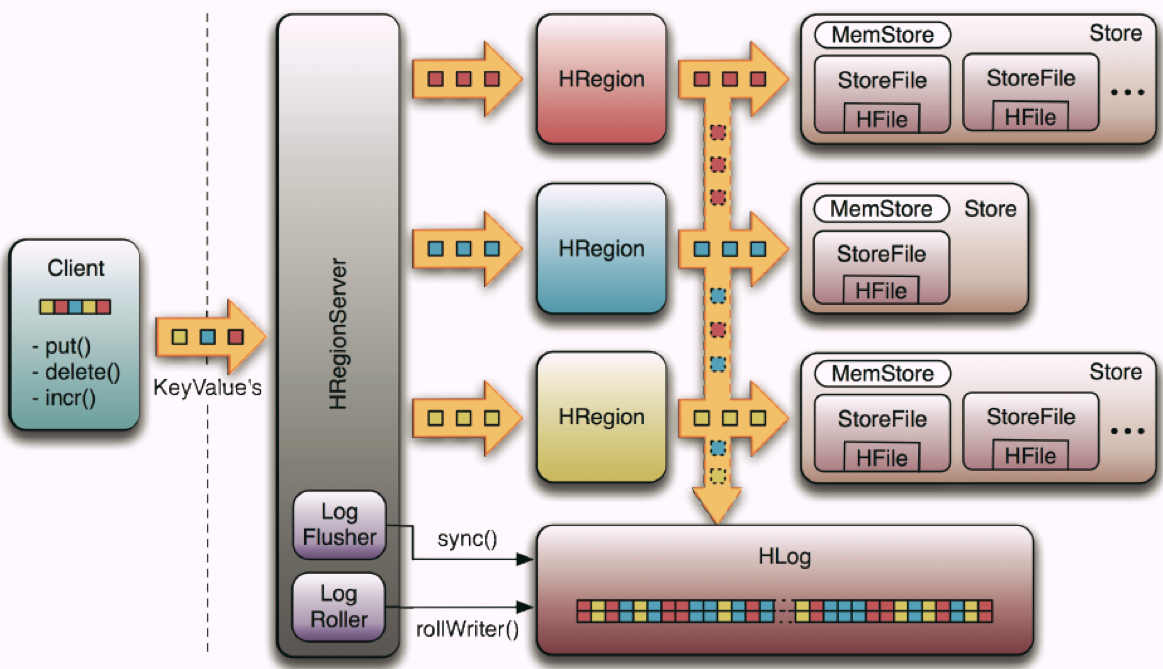 Client
- put()
- delete()
- incr()
KeyValue's
HRegionServer
Log
Flusher
Log
Roller
sync()
rollWriter()
HRegion
MemStore
Store
StoreFile
HFile
StoreFile
HFile
...
HRegion
MemStore
Store
StoreFile
HFile
HRegion
MemStore
Store
StoreFile
HFile
StoreFile
HFile
...
HLog